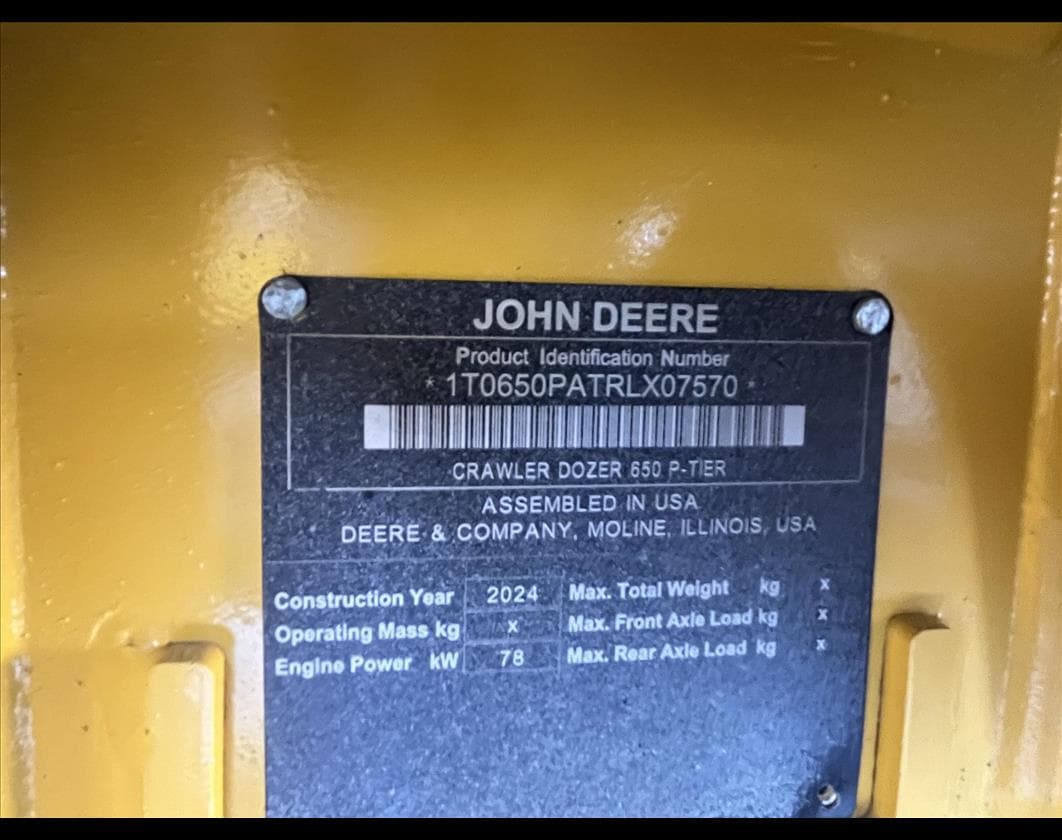 JOHN DEERE
Product Identification Number
* 1T0650PATRLX07570 *
CRAWLER DOZER 650 P-TIER
ASSEMBLED IN USA
DEERE & COMPANY, MOLINE, ILLINOIS, USA
Construction Year 2024 Max. Total Weight kg x
Operating Mass kg x Max. Front Axle Load kg x
Engine Power kW 78 Max. Rear Axle Load kg x